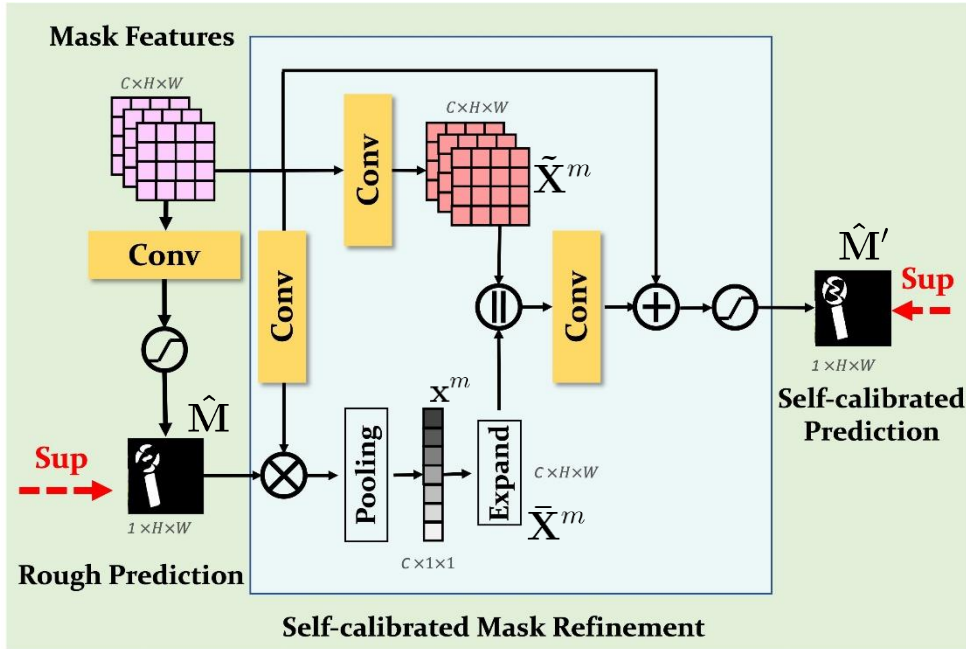 Mask Features
C×H×W
C×H×W
Conv
X̃ᵐ
Conv
Conv
Conv
M̂′
Sup
1×H×W
Self-calibrated
Prediction
M̂
Sup
1×H×W
Rough Prediction
xᵐ
Pooling
C×1×1
Expand
C×H×W
X̄ᵐ
Self-calibrated Mask Refinement